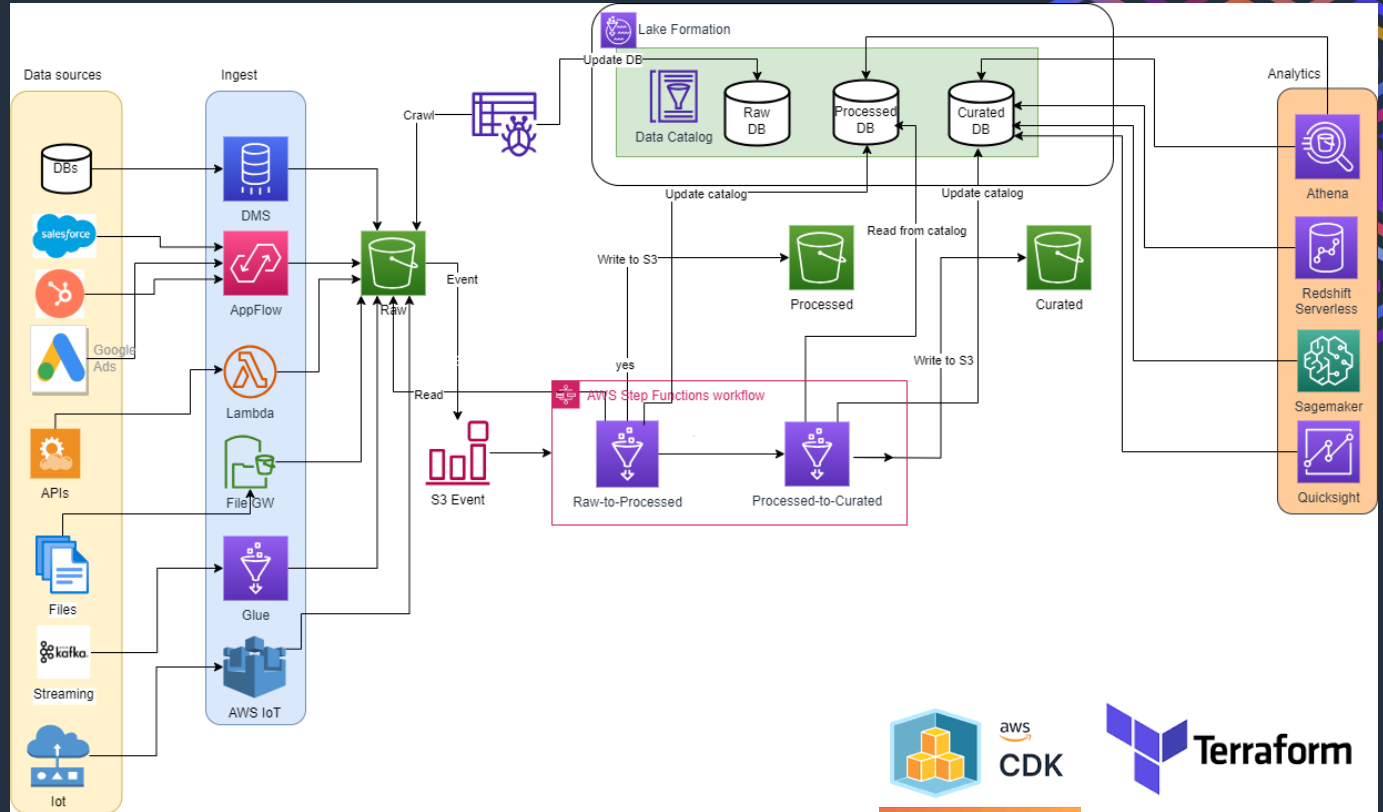 Lake Formation
Update DB
Data sources
Ingest
Analytics
Crawl
Data Catalog
Raw
DB
Processed
DB
Curated
DB
DBs
DMS
Athena
Update catalog
Update catalog
salesforce
Read from catalog
Event
Write to S3
AppFlow
Raw
Processed
Curated
Redshift
Serverless
Google
Ads
yes
Write to S3
Read
AWS Step Functions workflow
Lambda
Sagemaker
APIs
File GW
S3 Event
Raw-to-Processed
Processed-to-Curated
Quicksight
Files
Glue
kafka.
Streaming
AWS IoT
Iot
aws
CDK
Terraform